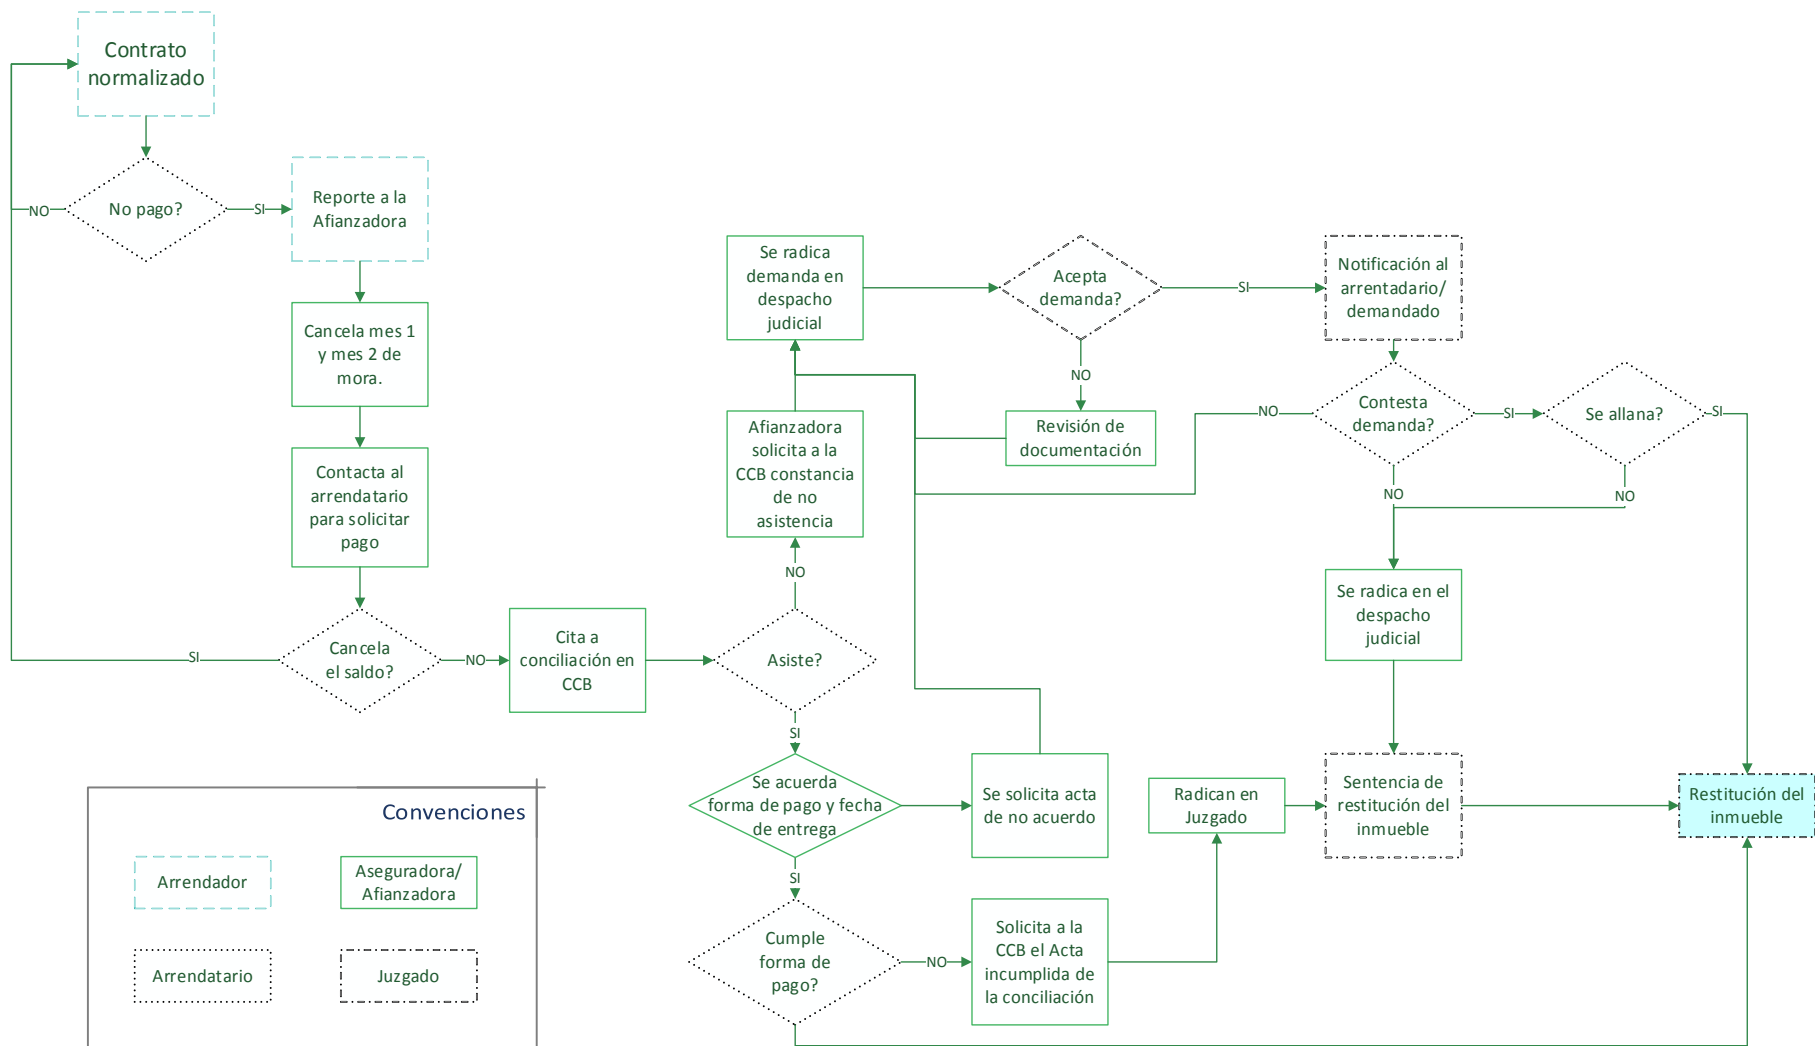 Contrato
normalizado
No pago?
NO
SI
Reporte a la
Afianzadora
Cancela mes 1
y mes 2 de
mora.
Contacta al
arrendatario
para solicitar
pago
Cancela
el saldo?
SI
NO
Cita a
conciliación en
CCB
Asiste?
NO
SI
Afianzadora
solicita a la
CCB constancia
de no
asistencia
Se radica
demanda en
despacho
judicial
Acepta
demanda?
SI
NO
Revisión de
documentación
Notificación al
arrentadario/
demandado
Contesta
demanda?
NO
SI
NO
Se allana?
SI
NO
Se radica en el
despacho
judicial
Se acuerda
forma de pago y fecha
de entrega
SI
Se solicita acta
de no acuerdo
Cumple
forma de
pago?
NO
Solicita a la
CCB el Acta
incumplida de
la conciliación
Radican en
Juzgado
Sentencia de
restitución del
inmueble
Restitución del
inmueble
Convenciones
Arrendador
Aseguradora/
Afianzadora
Arrendatario
Juzgado